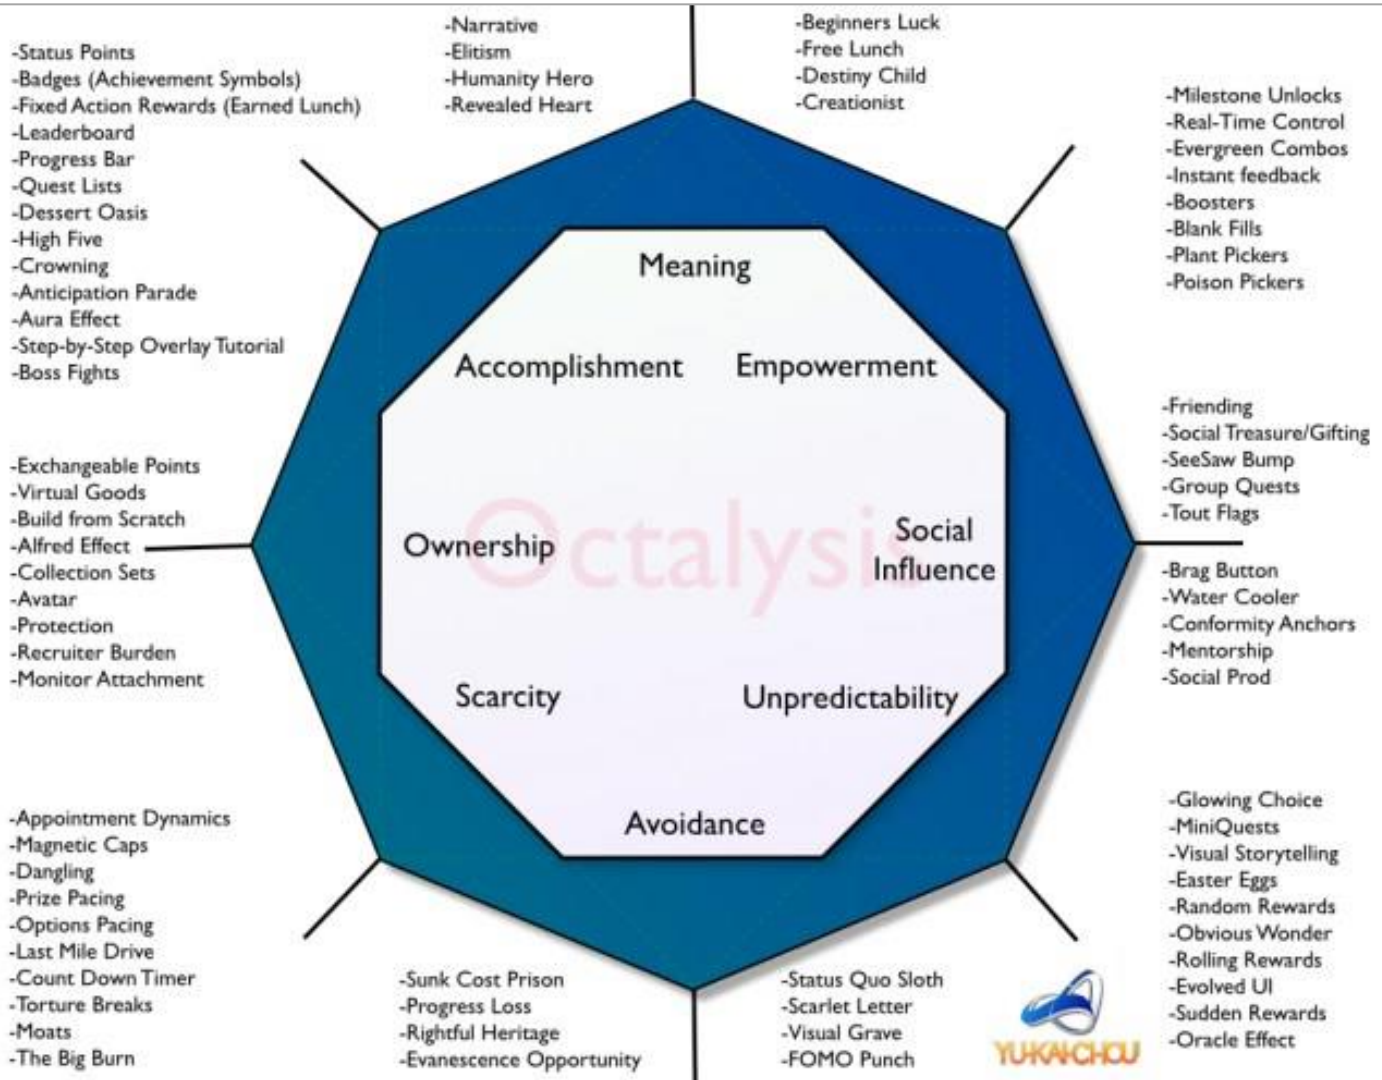 -Narrative
-Elitism
-Humanity Hero
-Revealed Heart
-Beginners Luck
-Free Lunch
-Destiny Child
-Creationist
-Status Points
-Badges (Achievement Symbols)
-Fixed Action Rewards (Earned Lunch)
-Leaderboard
-Progress Bar
-Quest Lists
-Dessert Oasis
-High Five
-Crowning
-Anticipation Parade
-Aura Effect
-Step-by-Step Overlay Tutorial
-Boss Fights
-Milestone Unlocks
-Real-Time Control
-Evergreen Combos
-Instant feedback
-Boosters
-Blank Fills
-Plant Pickers
-Poison Pickers
Meaning
Accomplishment
Empowerment
Octalysis
Ownership
Social
Influence
Scarcity
Unpredictability
Avoidance
-Exchangeable Points
-Virtual Goods
-Build from Scratch
-Alfred Effect
-Collection Sets
-Avatar
-Protection
-Recruiter Burden
-Monitor Attachment
-Friending
-Social Treasure/Gifting
-SeeSaw Bump
-Group Quests
-Tout Flags
-Brag Button
-Water Cooler
-Conformity Anchors
-Mentorship
-Social Prod
-Appointment Dynamics
-Magnetic Caps
-Dangling
-Prize Pacing
-Options Pacing
-Last Mile Drive
-Count Down Timer
-Torture Breaks
-Moats
-The Big Burn
-Sunk Cost Prison
-Progress Loss
-Rightful Heritage
-Evanescence Opportunity
-Status Quo Sloth
-Scarlet Letter
-Visual Grave
-FOMO Punch
-Glowing Choice
-MiniQuests
-Visual Storytelling
-Easter Eggs
-Random Rewards
-Obvious Wonder
-Rolling Rewards
-Evolved UI
-Sudden Rewards
-Oracle Effect
YU-KAI-CHOU